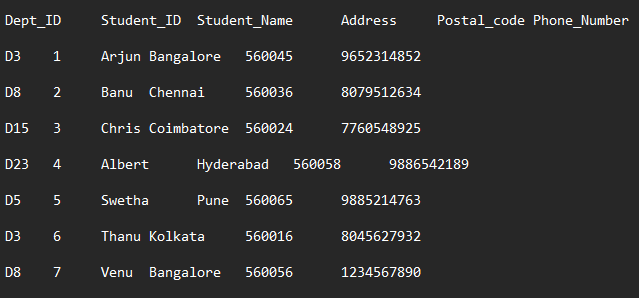 Dept_ID Student_ID Student_Name Address Postal_code Phone_Number
D3 1 Arjun Bangalore 560045 9652314852
D8 2 Banu Chennai 560036 8079512634
D15 3 Chris Coimbatore 560024 7760548925
D23 4 Albert Hyderabad 560058 9886542189
D5 5 Swetha Pune 560065 9885214763
D3 6 Thanu Kolkata 560016 8045627932
D8 7 Venu Bangalore 560056 1234567890